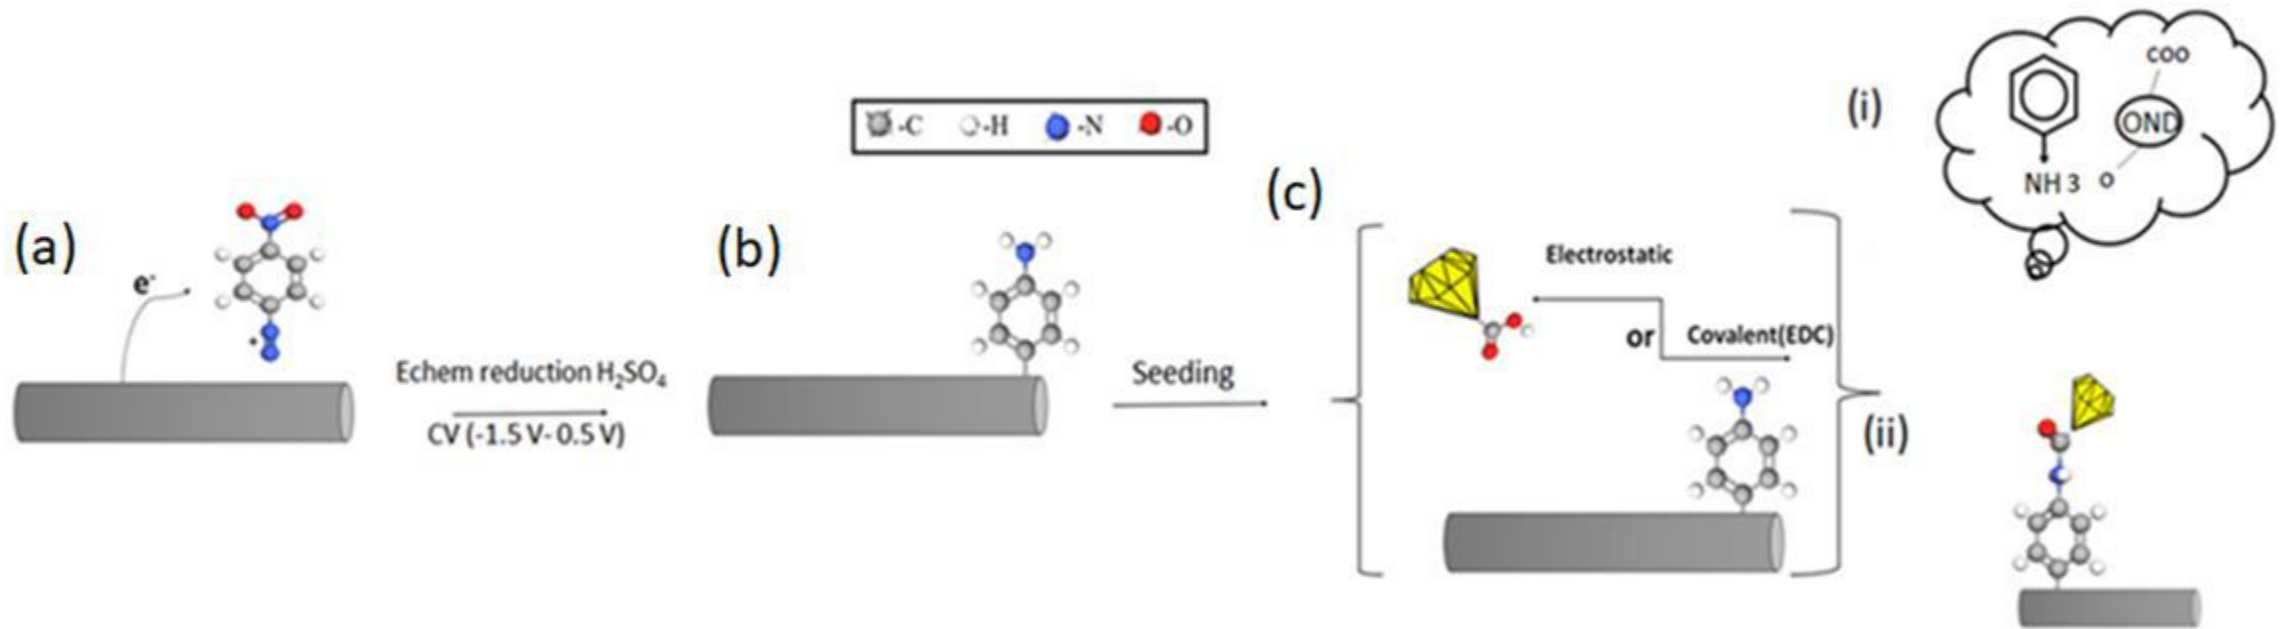 (a)
e-
Echem reduction H₂SO₄
CV (-1.5 V- 0.5 V)
-C -H -N -O
(b)
Seeding
(c)
Electrostatic
or Covalent(EDC)
(i)
COO
OND
NH 3 O
(ii)